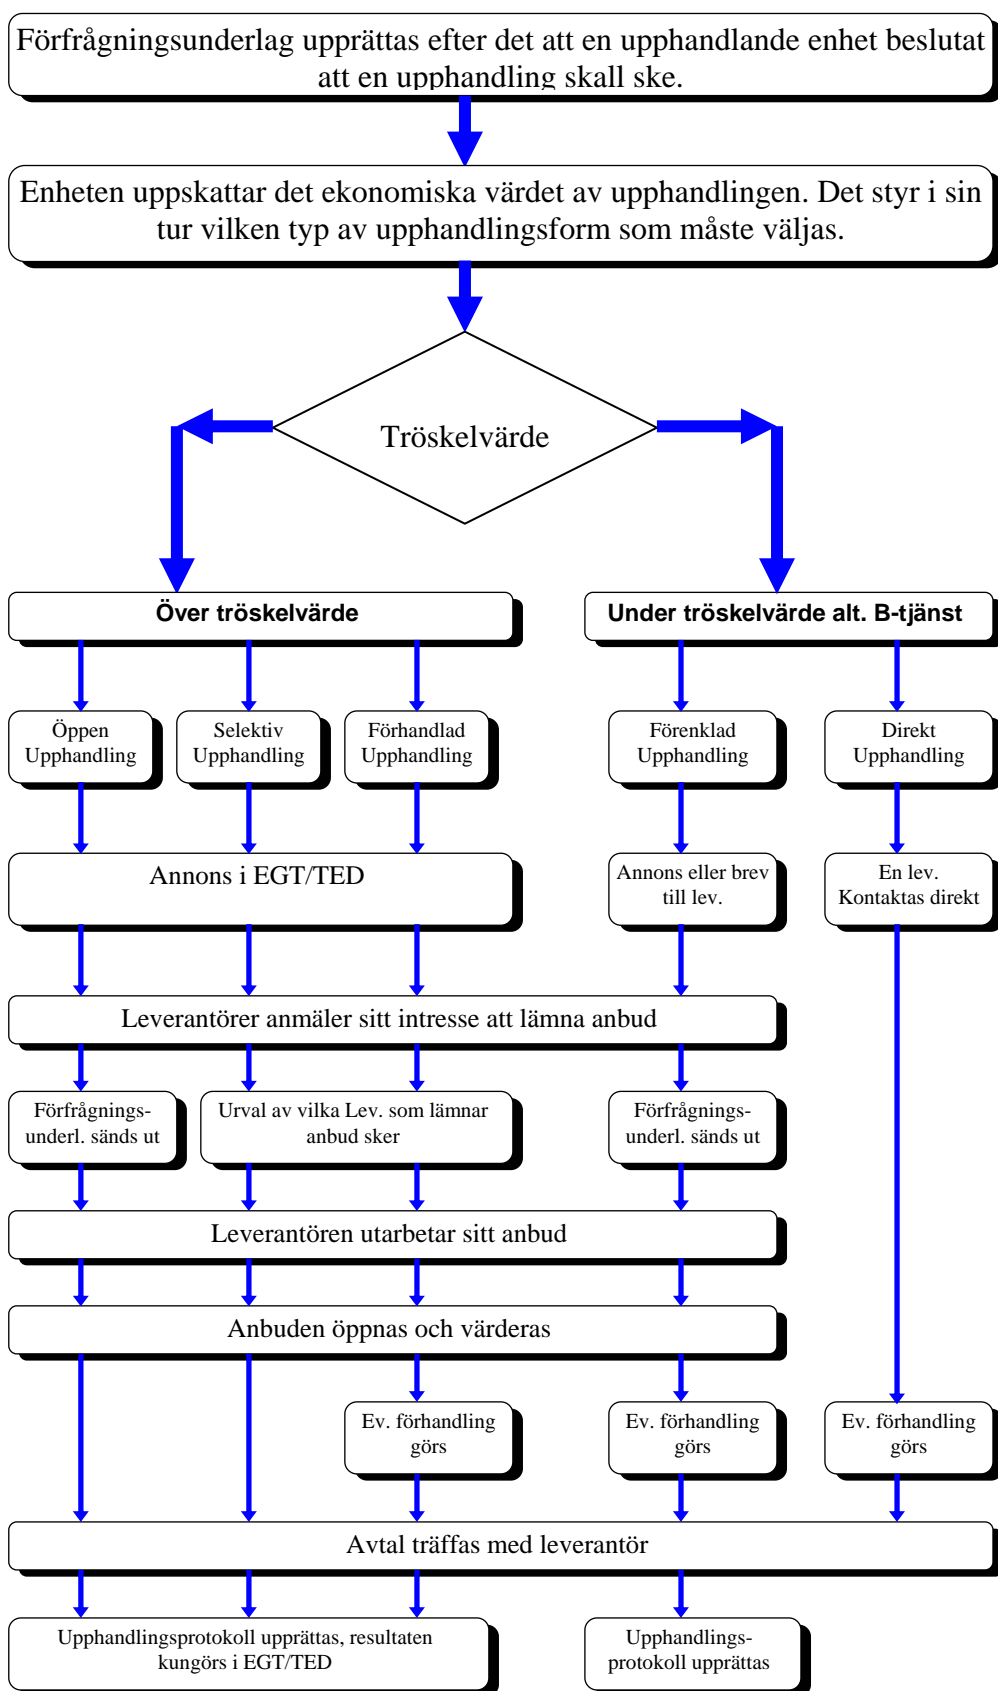 Förfrågningsunderlag upprättas efter det att en upphandlande enhet beslutat
att en upphandling skall ske.
Enheten uppskattar det ekonomiska värdet av upphandlingen. Det styr i sin
tur vilken typ av upphandlingsform som måste väljas.
Tröskelvärde
Över tröskelvärde
Under tröskelvärde alt. B-tjänst
Öppen
Upphandling
Selektiv
Upphandling
Förhandlad
Upphandling
Förenklad
Upphandling
Direkt
Upphandling
Annons i EGT/TED
Annons eller brev
till lev.
En lev.
Kontaktas direkt
Leverantörer anmäler sitt intresse att lämna anbud
Förfrågnings-
underl. sänds ut
Urval av vilka Lev. som lämnar
anbud sker
Förfrågnings-
underl. sänds ut
Leverantören utarbetar sitt anbud
Anbuden öppnas och värderas
Ev. förhandling
görs
Ev. förhandling
görs
Ev. förhandling
görs
Avtal träffas med leverantör
Upphandlingsprotokoll upprättas, resultaten
kungörs i EGT/TED
Upphandlings-
protokoll upprättas